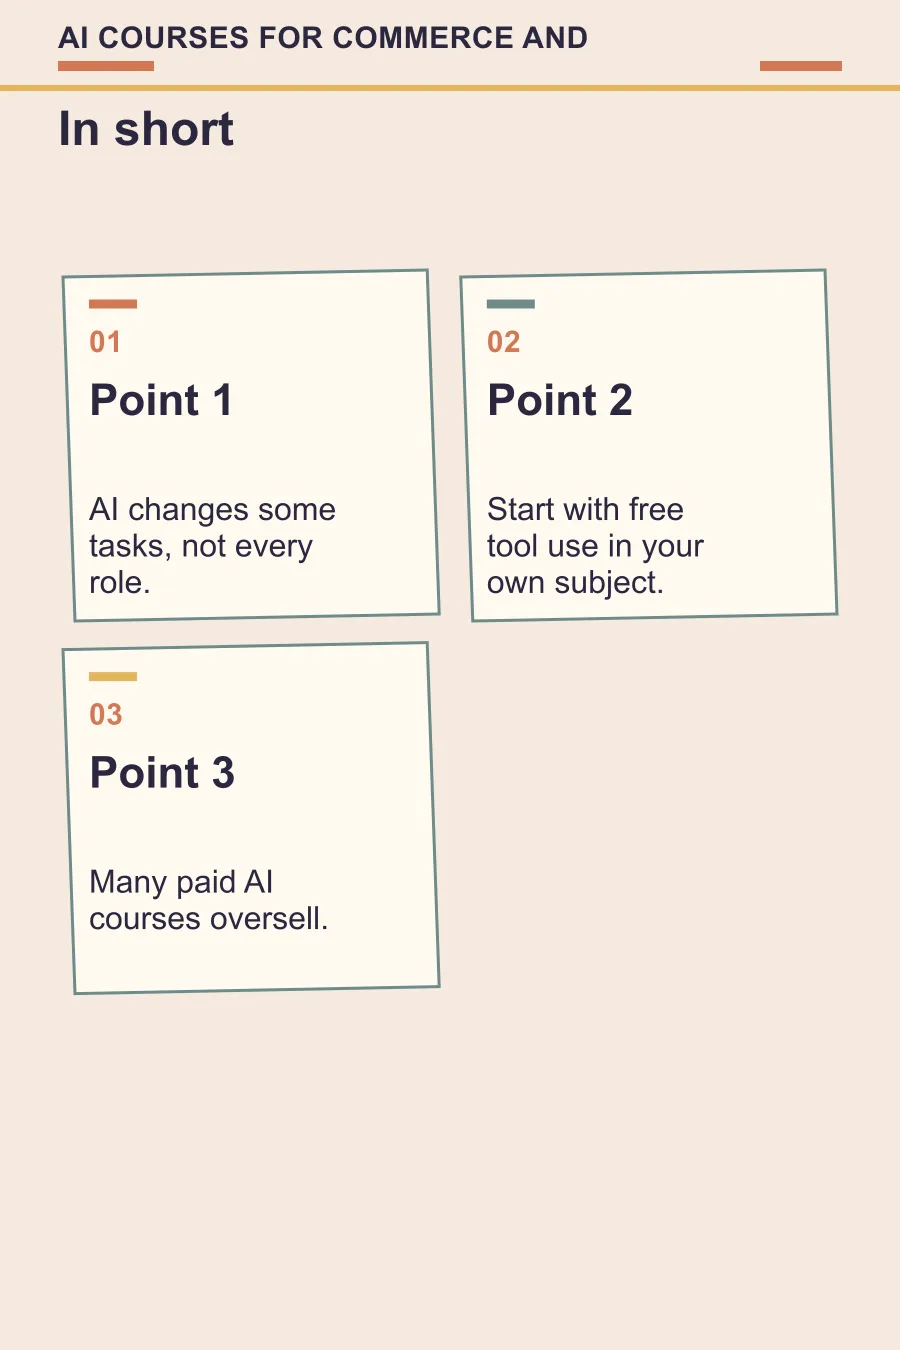 AI COURSES FOR COMMERCE AND
In short
01
Point 1
AI changes some
tasks, not every
role.
02
Point 2
Start with free
tool use in your
own subject.
03
Point 3
Many paid AI
courses oversell.